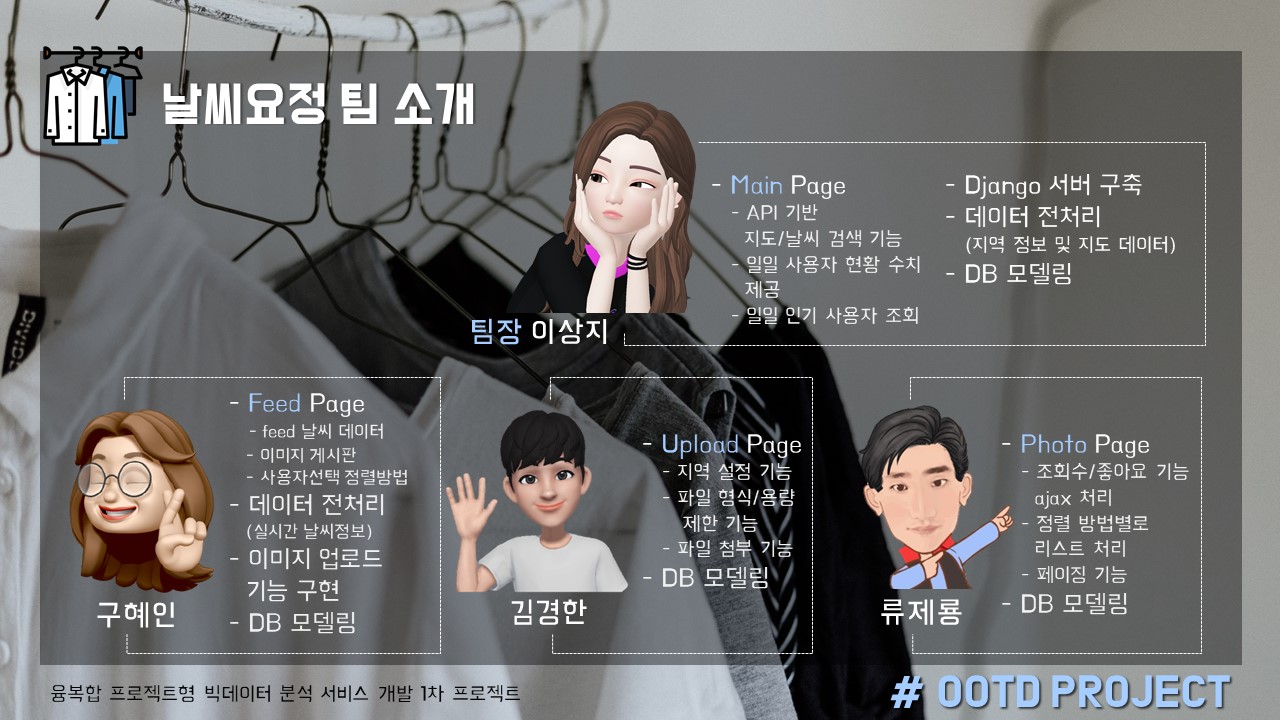 날씨요정 팀 소개
- Main Page
- API 기반
지도/날씨 검색 기능
- 일일 사용자 현황 수치
제공
- 일일 인기 사용자 조회
- Django 서버 구축
- 데이터 전처리
(지역 정보 및 지도 데이터)
- DB 모델링
팀장 이상지
- Feed Page
- feed 날씨 데이터
- 이미지 게시판
- 사용자선택 정렬방법
- 데이터 전처리
(실시간 날씨정보)
- 이미지 업로드
기능 구현
- DB 모델링
구혜인
- Upload Page
- 지역 설정 기능
- 파일 형식/용량
제한 기능
- 파일 첨부 기능
- DB 모델링
김경한
- Photo Page
- 조회수/좋아요 기능
ajax 처리
- 정렬 방법별로
리스트 처리
- 페이징 기능
- DB 모델링
류제룡
융복합 프로젝트형 빅데이터 분석 서비스 개발 1차 프로젝트
# OOTD PROJECT